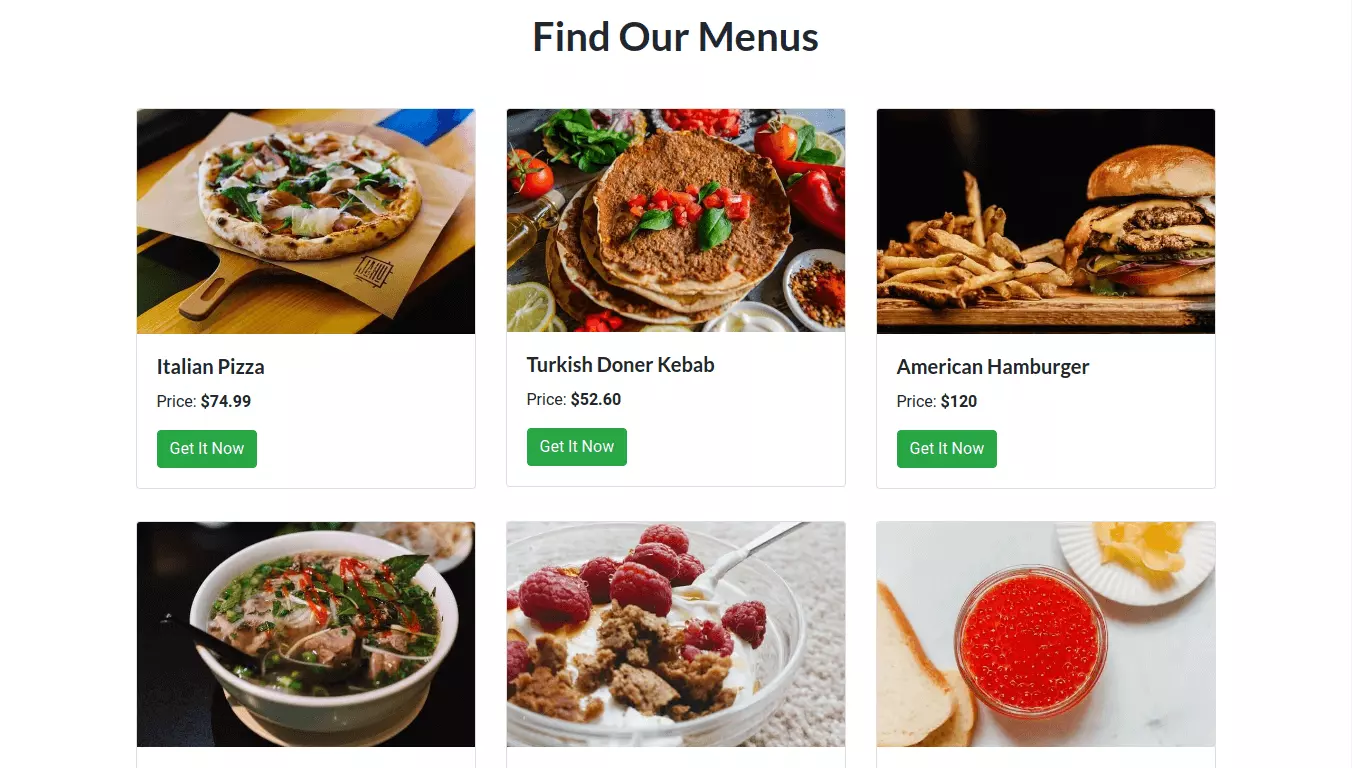 Find Our Menus
Italian Pizza
Price: $74.99
Get It Now
Turkish Doner Kebab
Price: $52.60
Get It Now
American Hamburger
Price: $120
Get It Now